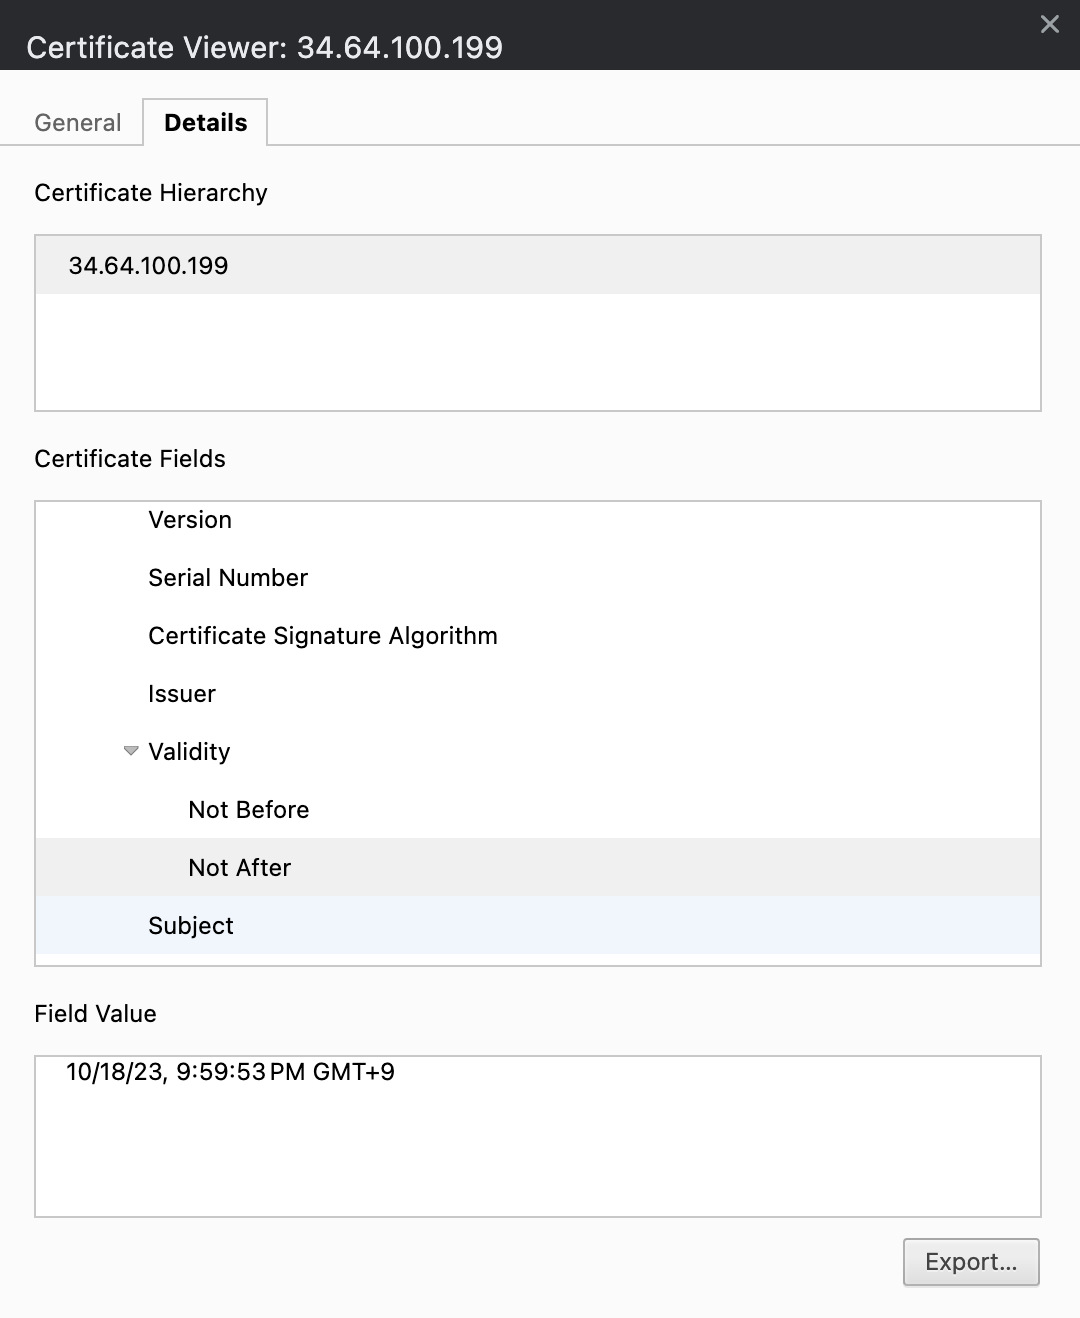 Certificate Viewer: 34.64.100.199
General
Details
Certificate Hierarchy
34.64.100.199
Certificate Fields
Version
Serial Number
Certificate Signature Algorithm
Issuer
Validity
Not Before
Not After
Subject
Field Value
10/18/23, 9:59:53 PM GMT+9
Export...